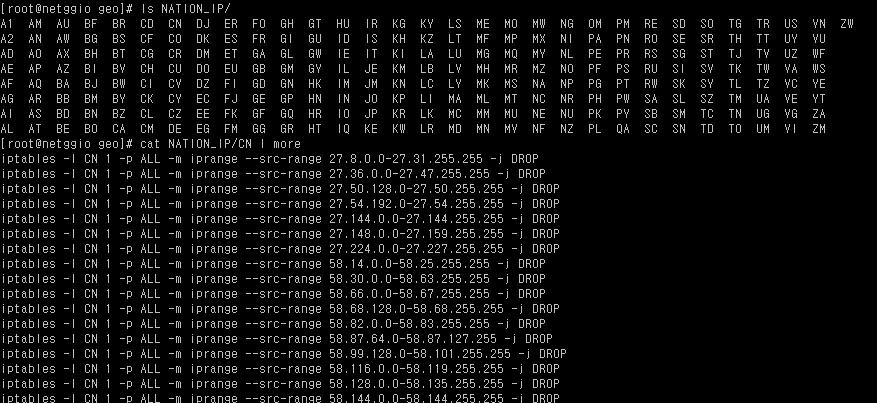 [root@netggio geo]# ls NATION_IP/
A1 AM AU BF BR CD CN DJ ER FO GH GT HU IR KG KY LS ME MO MW NG OM PM RE SD SO TG TR US VN ZW
A2 AN AW BG BS CF CO DK ES FR GI GU ID IS KH KZ LT MF MP MX NI PA PN RO SE SR TH TT UY VU
AD AO AX BH BT CG CR DM ET GA GL GW IE IT KI LA LU MG MQ MY NL PE PR RS SG ST TJ TV UZ WF
AE AP AZ BI BV CH CU DO EU GB GM GY IL JE KM LB LV MH MR MZ NO PF PS RU SI SV TK TW VA WS
AF AQ BA BJ BW CI CV DZ FI GD GN HK IM JM KN LC LY MK MS NA NP PG PT RW SK SY TL TZ VC YE
AG AR BB BM BY CK CY EC FJ GE GP HN IN JO KP LI MA ML MT NC NR PH PW SA SL SZ TM UA VE YT
AI AS BD BN BZ CL CZ EE FK GF GQ HR IO JP KR LK MC MM MU NE NU PK PY SB SM TC TN UG VG ZA
AL AT BE BO CA CM DE EG FM GG GR HT IQ KE KW LR MD MN MV NF NZ PL QA SC SN TD TO UM VI ZM
[root@netggio geo]# cat NATION_IP/CN | more
iptables -I CN 1 -p ALL -m iprange --src-range 27.8.0.0-27.31.255.255 -j DROP
iptables -I CN 1 -p ALL -m iprange --src-range 27.36.0.0-27.47.255.255 -j DROP
iptables -I CN 1 -p ALL -m iprange --src-range 27.50.128.0-27.50.255.255 -j DROP
iptables -I CN 1 -p ALL -m iprange --src-range 27.54.192.0-27.54.255.255 -j DROP
iptables -I CN 1 -p ALL -m iprange --src-range 27.144.0.0-27.144.255.255 -j DROP
iptables -I CN 1 -p ALL -m iprange --src-range 27.148.0.0-27.159.255.255 -j DROP
iptables -I CN 1 -p ALL -m iprange --src-range 27.224.0.0-27.227.255.255 -j DROP
iptables -I CN 1 -p ALL -m iprange --src-range 58.14.0.0-58.25.255.255 -j DROP
iptables -I CN 1 -p ALL -m iprange --src-range 58.30.0.0-58.63.255.255 -j DROP
iptables -I CN 1 -p ALL -m iprange --src-range 58.66.0.0-58.67.255.255 -j DROP
iptables -I CN 1 -p ALL -m iprange --src-range 58.68.128.0-58.68.255.255 -j DROP
iptables -I CN 1 -p ALL -m iprange --src-range 58.82.0.0-58.83.255.255 -j DROP
iptables -I CN 1 -p ALL -m iprange --src-range 58.87.64.0-58.87.127.255 -j DROP
iptables -I CN 1 -p ALL -m iprange --src-range 58.99.128.0-58.101.255.255 -j DROP
iptables -I CN 1 -p ALL -m iprange --src-range 58.116.0.0-58.119.255.255 -j DROP
iptables -I CN 1 -p ALL -m iprange --src-range 58.128.0.0-58.135.255.255 -j DROP
iptables -I CN 1 -p ALL -m iprange --src-range 58.144.0.0-58.144.255.255 -j DROP